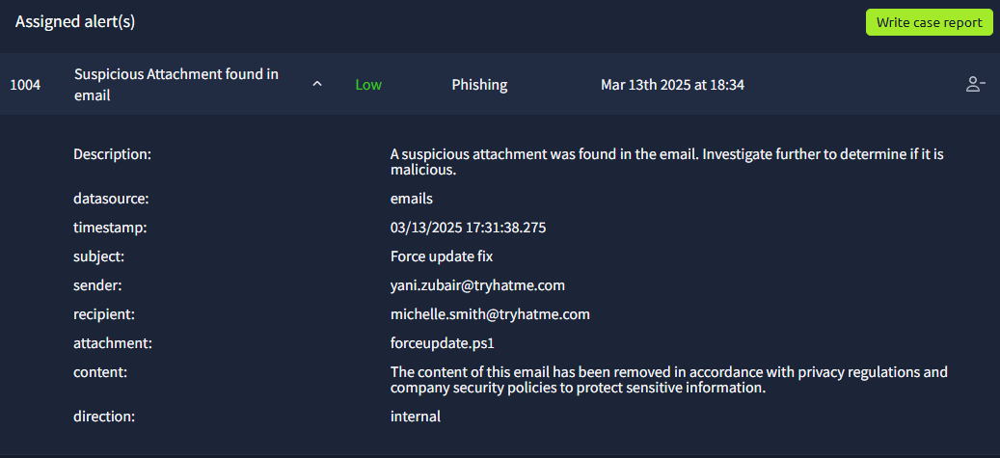 Assigned alert(s)
Write case report
1004
Suspicious Attachment found in
email
Low
Phishing
Mar 13th 2025 at 18:34
Description:
A suspicious attachment was found in the email. Investigate further to determine if it is
malicious.
datasource:
emails
timestamp:
03/13/2025 17:31:38.275
subject:
Force update fix
sender:
yani.zubair@tryhatme.com
recipient:
michelle.smith@tryhatme.com
attachment:
forceupdate.ps1
content:
The content of this email has been removed in accordance with privacy regulations and
company security policies to protect sensitive information.
direction:
internal